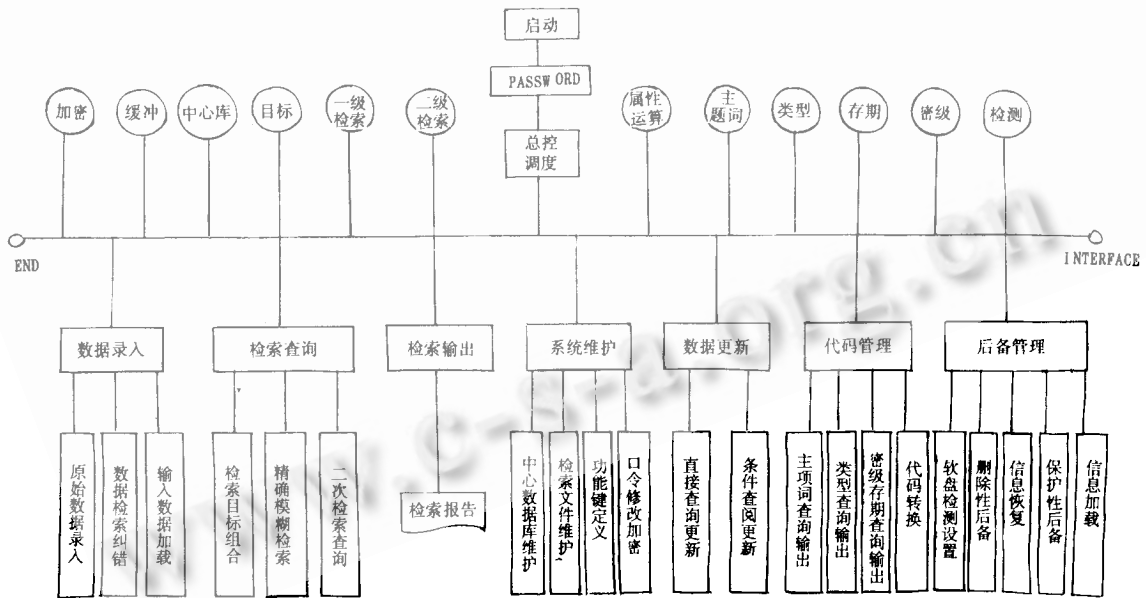 启动
PASSWORD
总控
调度
加密
缓冲
中心库
目标
一级
检索
二级
检索
属性
运算
主
题词
类型
存期
密级
检测
END
INTERFACE
数据录入
检索查询
检索输出
系统维护
数据更新
代码管理
后备管理
原始数据录入
数据检索纠错
输入数据加载
检索目标组合
精确模糊检索
二次检索查询
检索报告
中心数据库维护
检索文件维护
功能键定义
口令修改加密
直接查询更新
条件查阅更新
主项词查询输出
类型查询输出
密级存期查询输出
代码转换
软盘检测设置
删除性后备
信息恢复
保护性后备
信息加载
www.c-s-a.org.cn